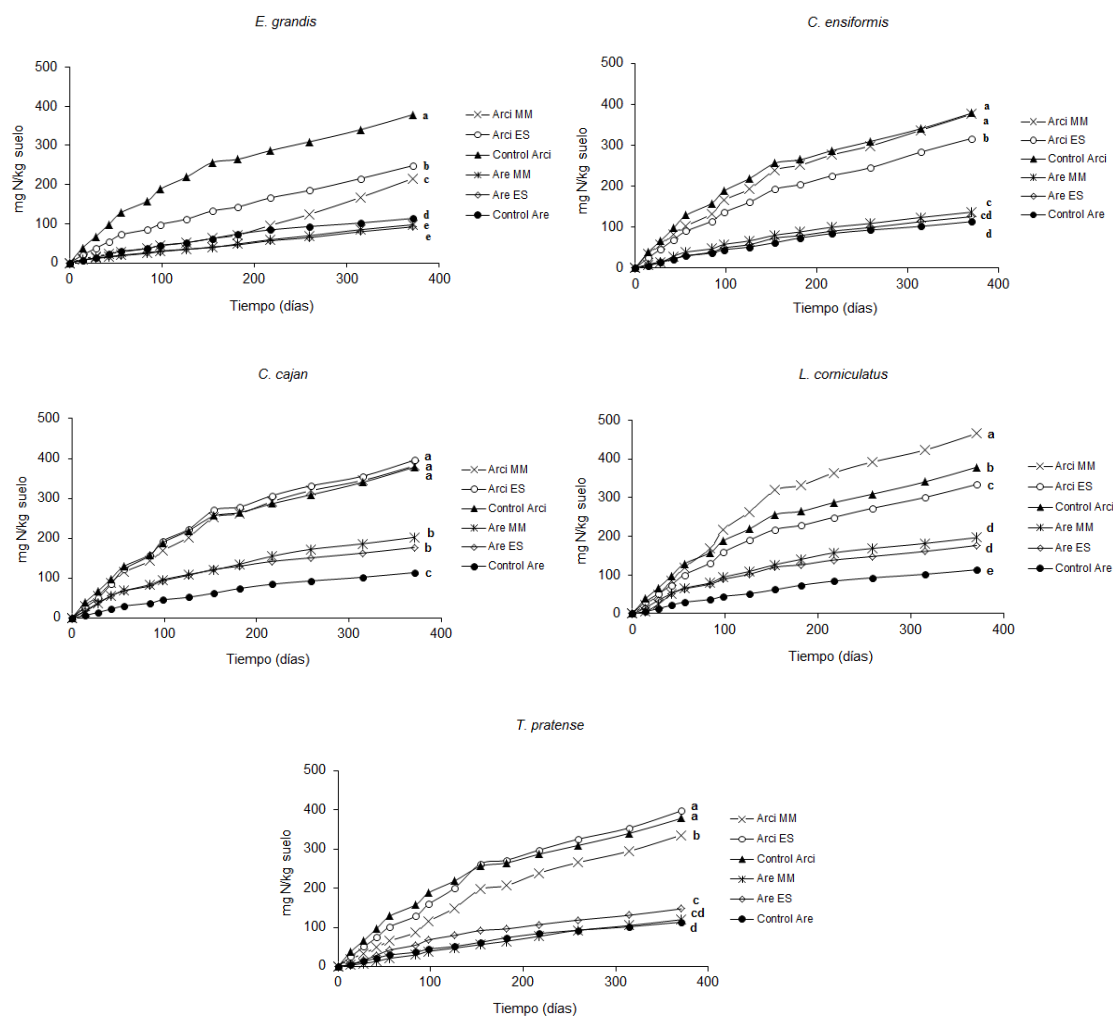 E. grandis
500
400
300
200
100
0
mg N/kg suelo
0 100 200 300 400
Tiempo (días)
a
b
c
d
e
e
Arci MM
Arci ES
Control Arci
Are MM
Are ES
Control Are
C. ensiformis
500
400
300
200
100
0
mg N/kg suelo
0 100 200 300 400
Tiempo (días)
a
a
b
c
cd
d
Arci MM
Arci ES
Control Arci
Are MM
Are ES
Control Are
C. cajan
500
400
300
200
100
0
mg N/kg suelo
0 100 200 300 400
Tiempo (días)
a
a
a
b
b
c
Arci MM
Arci ES
Control Arci
Are MM
Are ES
Control Are
L. corniculatus
500
400
300
200
100
0
mg N/kg suelo
0 100 200 300 400
Tiempo (días)
a
b
c
d
d
e
Arci MM
Arci ES
Control Arci
Are MM
Are ES
Control Are
T. pratense
500
400
300
200
100
0
mg N/kg suelo
0 100 200 300 400
Tiempo (días)
a
a
b
c
cd
d
Arci MM
Arci ES
Control Arci
Are MM
Are ES
Control Are